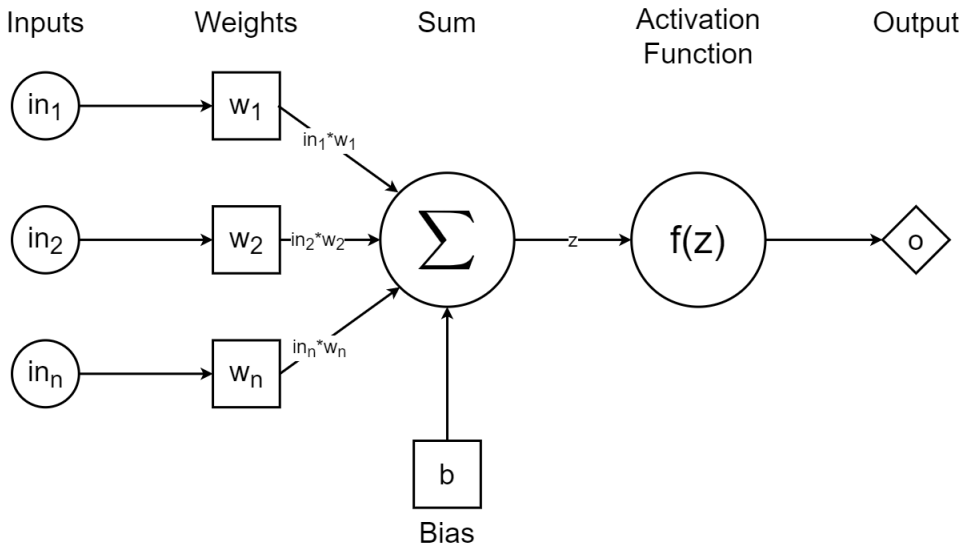 Inputs
Weights
Sum
Activation
Function
Output
in₁
w₁
in₁*w₁
in₂
w₂
in₂*w₂
∑
z
f(z)
o
inₙ
wₙ
inₙ*wₙ
b
Bias